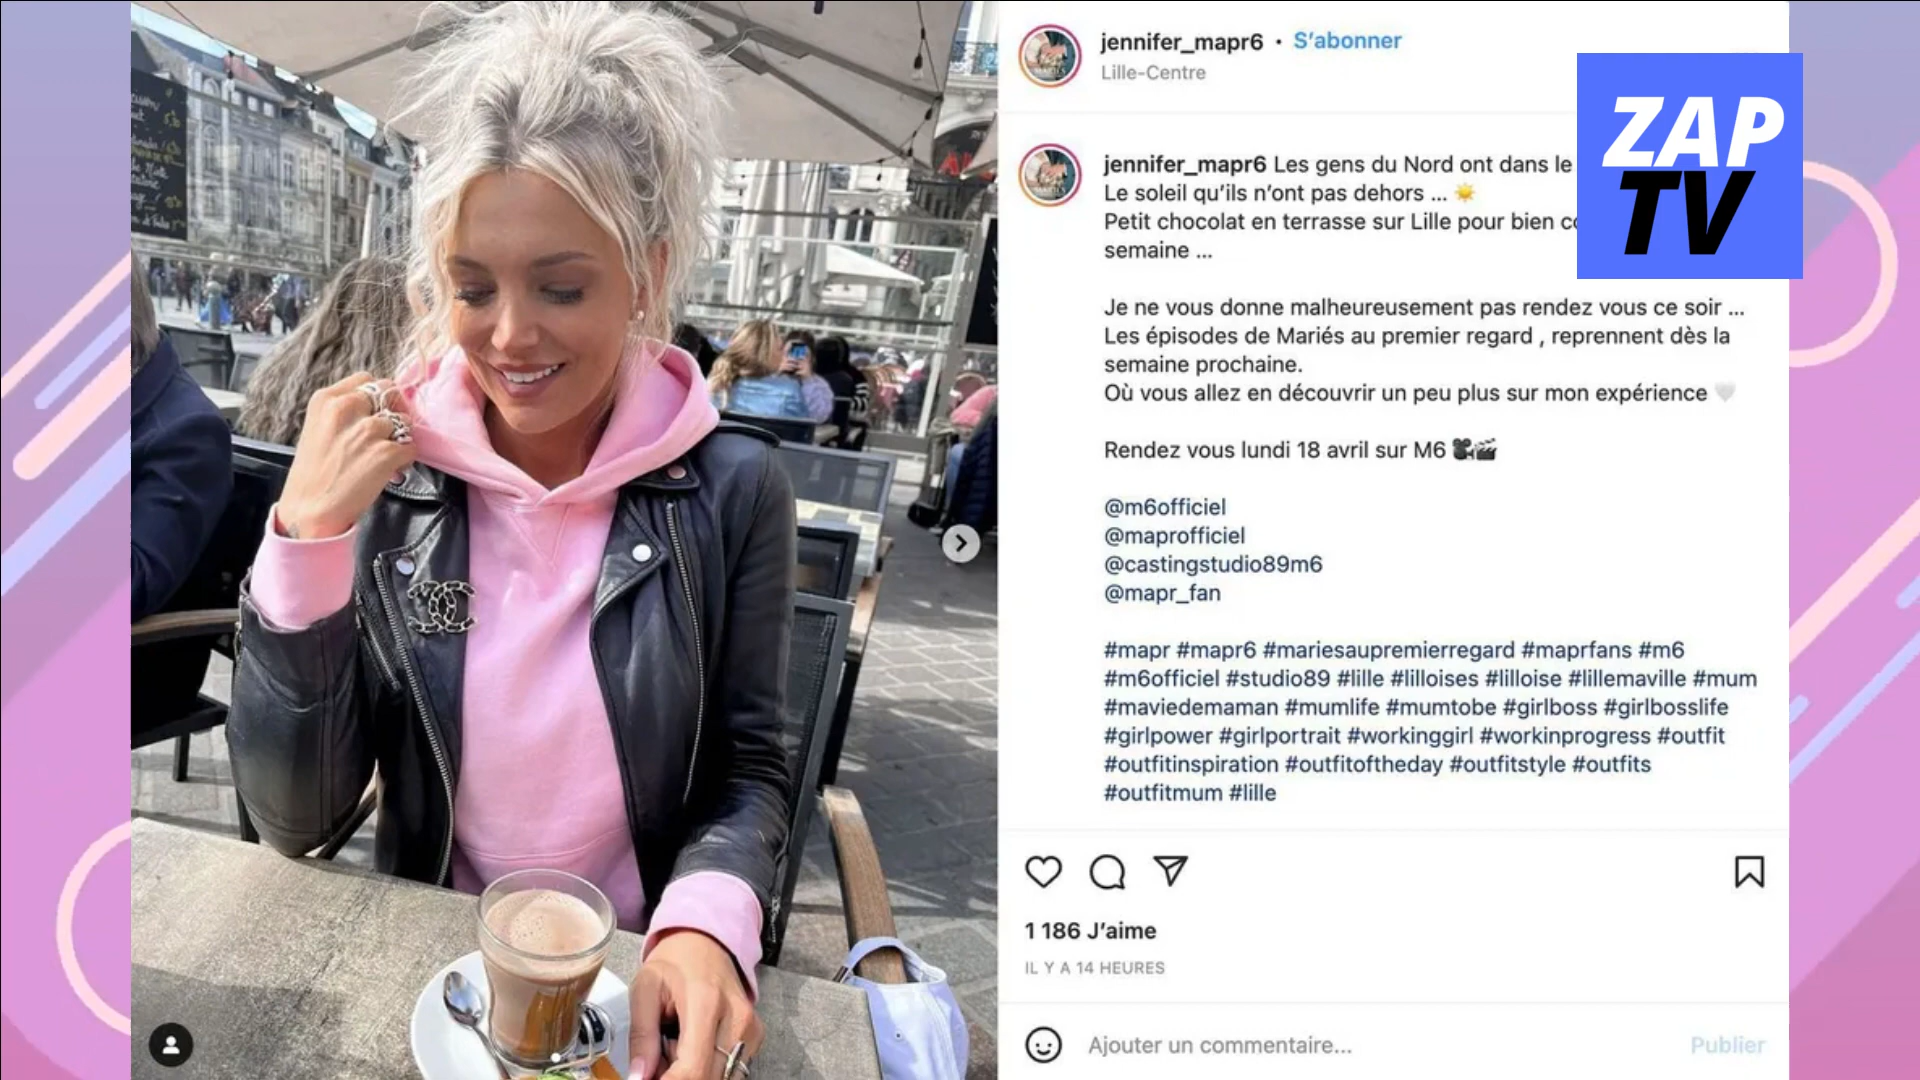 jennifer_mapr6 • S'abonner
Lille-Centre
ZAP
TV
jennifer_mapr6 Les gens du Nord ont dans le
Le soleil qu'ils n'ont pas dehors ... ☀️
Petit chocolat en terrasse sur Lille pour bien
semaine ...
Je ne vous donne malheureusement pas rendez vous ce soir ...
Les épisodes de Mariés au premier regard , reprennent dès la
semaine prochaine.
Où vous allez en découvrir un peu plus sur mon expérience 🤍
Rendez vous lundi 18 avril sur M6 🎥🎬
@m6officiel
@maprofficiel
@castingstudio89m6
@mapr_fan
#mapr #mapr6 #mariesaupremierregard #maprfans #m6
#m6officiel #studio89 #lille #lilloises #lilloise #lillemaville #mum
#maviedemaman #mumlife #mumtobe #girlboss #girlbosslife
#girlpower #girlportrait #workinggirl #workinprogress #outfit
#outfitinspiration #outfitoftheday #outfitstyle #outfits
#outfitmum #lille
1 186 J'aime
IL Y A 14 HEURES
Ajouter un commentaire...
Publier